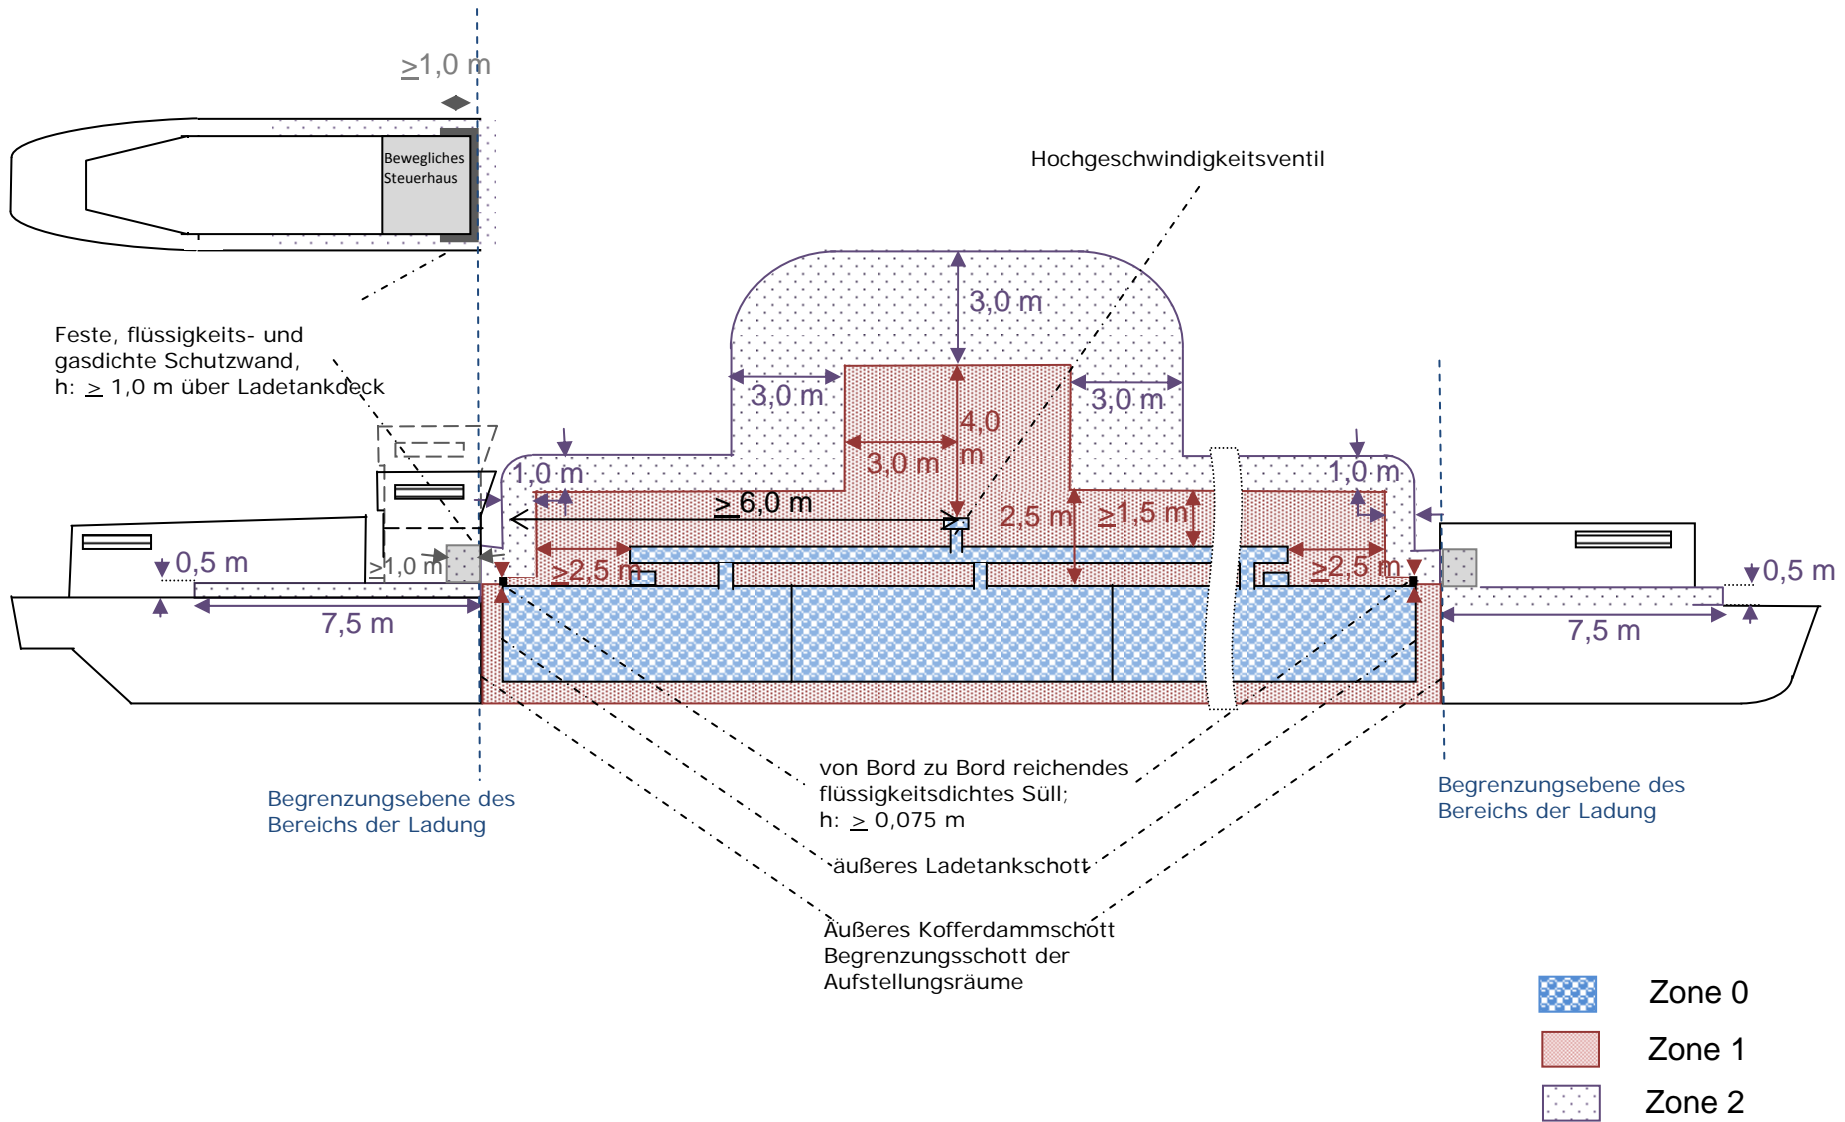 ≥1,0 m
Bewegliches
Steuerhaus
Hochgeschwindigkeitsventil
Feste, flüssigkeits- und
gasdichte Schutzwand,
h: ≥ 1,0 m über Ladetankdeck
3,0 m
3,0 m
3,0 m
4,0
m
3,0 m
1,0 m
1,0 m
≥6,0 m
2,5 m
≥1,5 m
0,5 m
≥1,0 m
≥2,5 m
≥2,5 m
0,5 m
7,5 m
7,5 m
von Bord zu Bord reichendes
flüssigkeitsdichtes Süll;
h: ≥ 0,075 m
Begrenzungsebene des
Bereichs der Ladung
Begrenzungsebene des
Bereichs der Ladung
äußeres Ladetankschott
Äußeres Kofferdammschott
Begrenzungsschott der
Aufstellungsräume
Zone 0
Zone 1
Zone 2